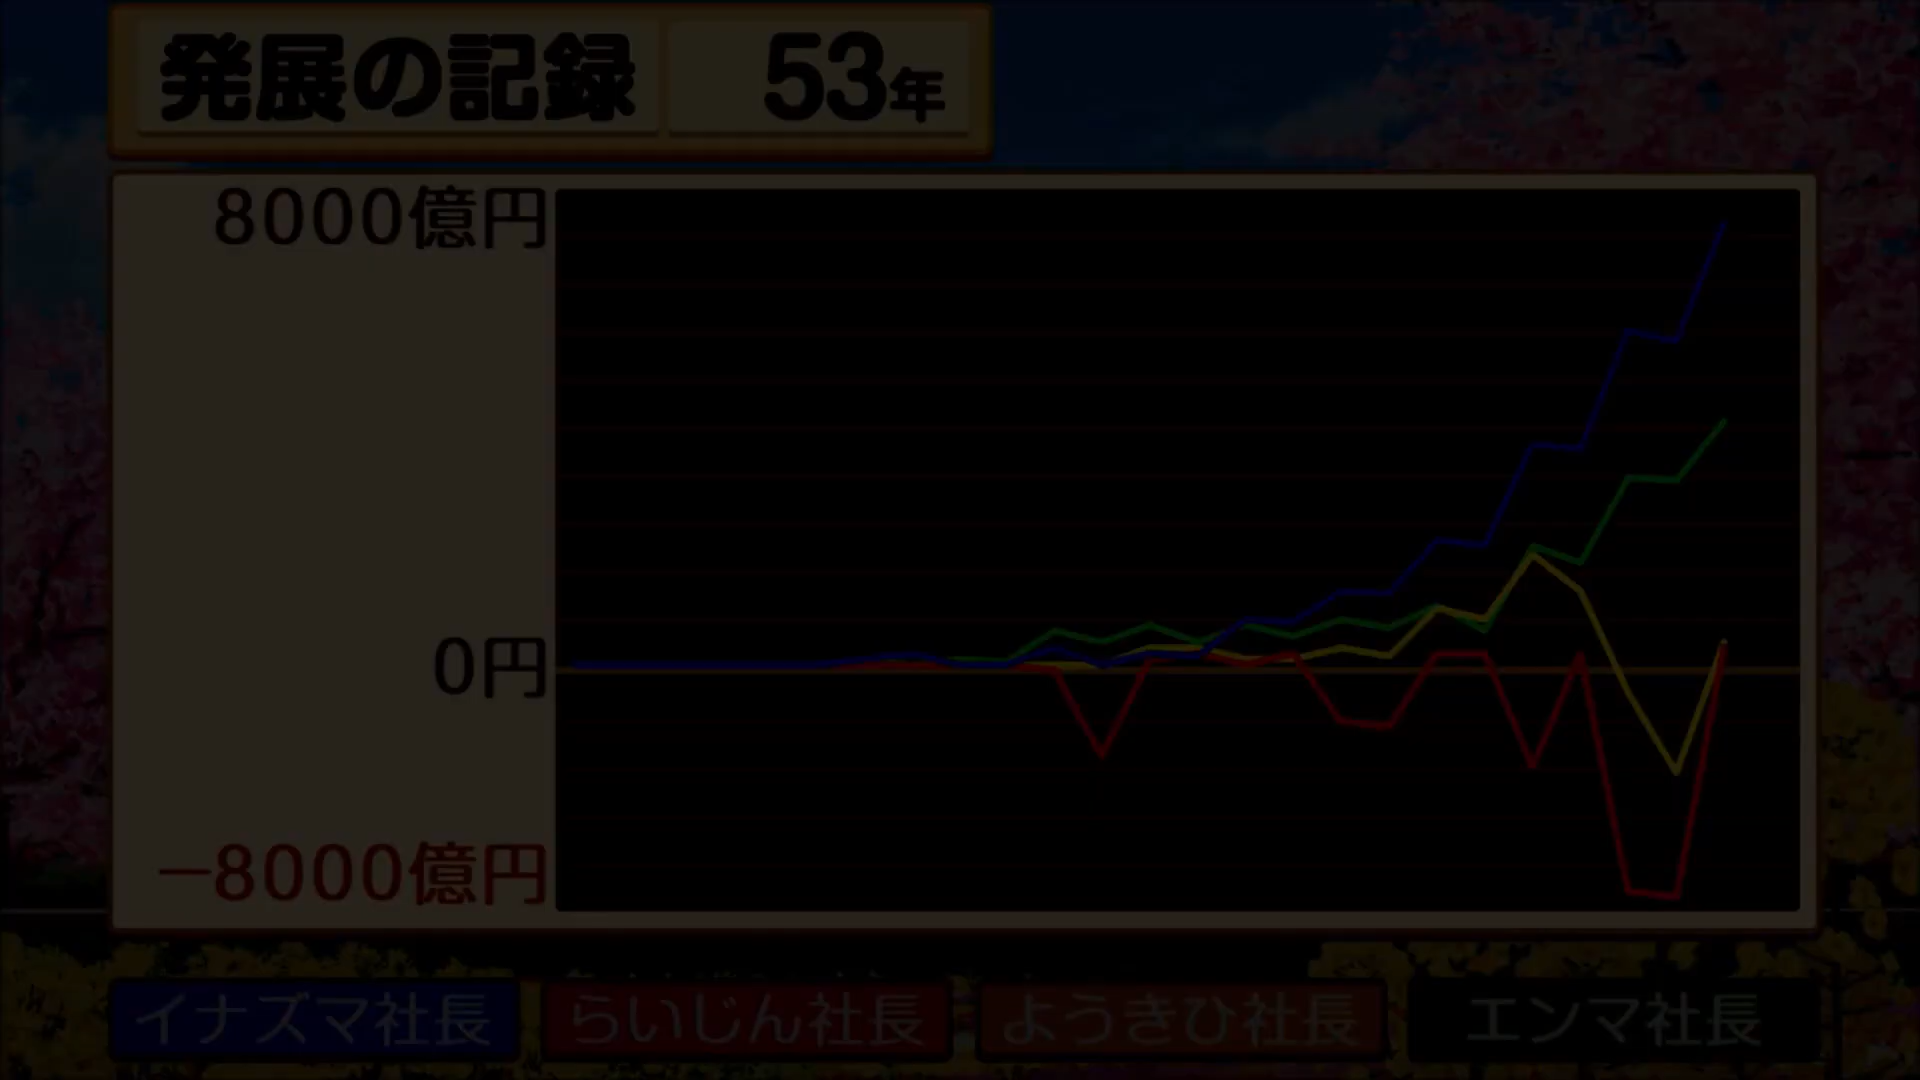 発展の記録 53年
8000億円
0円
−8000億円
イナズマ社長 らいじん社長 ようきひ社長 エンマ社長